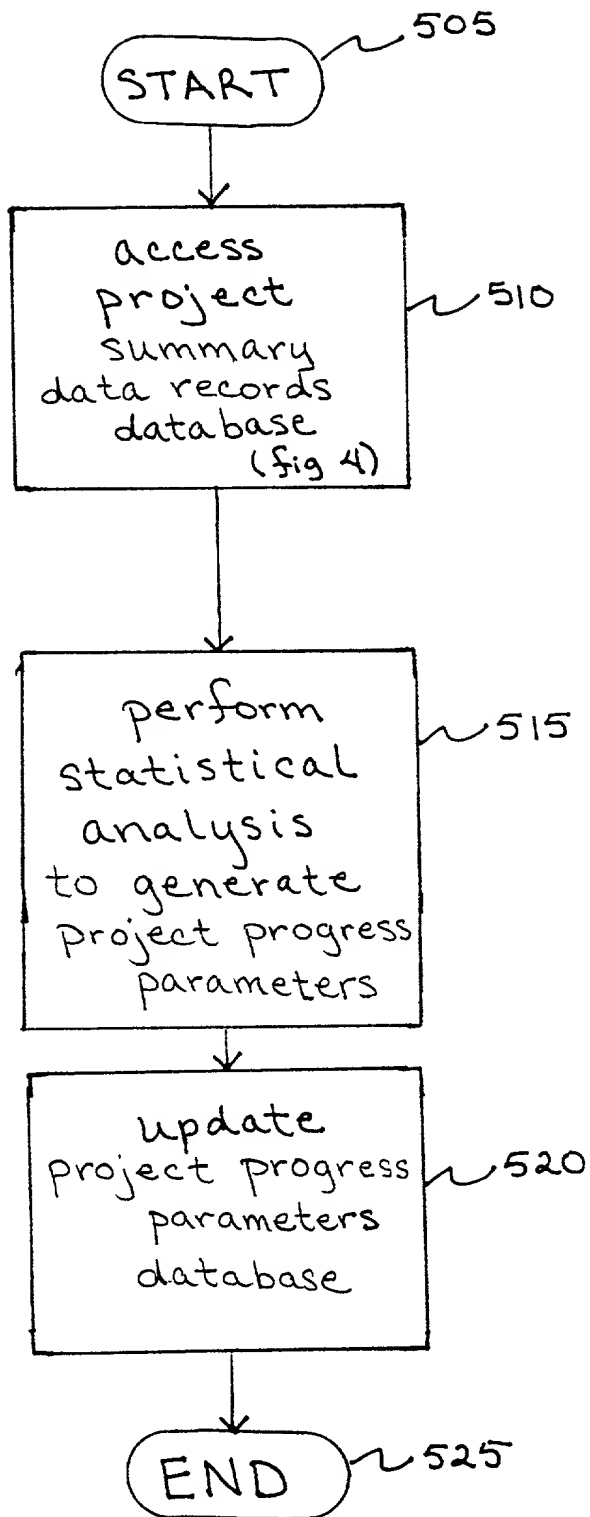 505
START
access
project
summary
data records
database
(fig 4)
510
perform
statistical
analysis
to generate
project progress
parameters
515
update
project progress
parameters
database
520
END
525